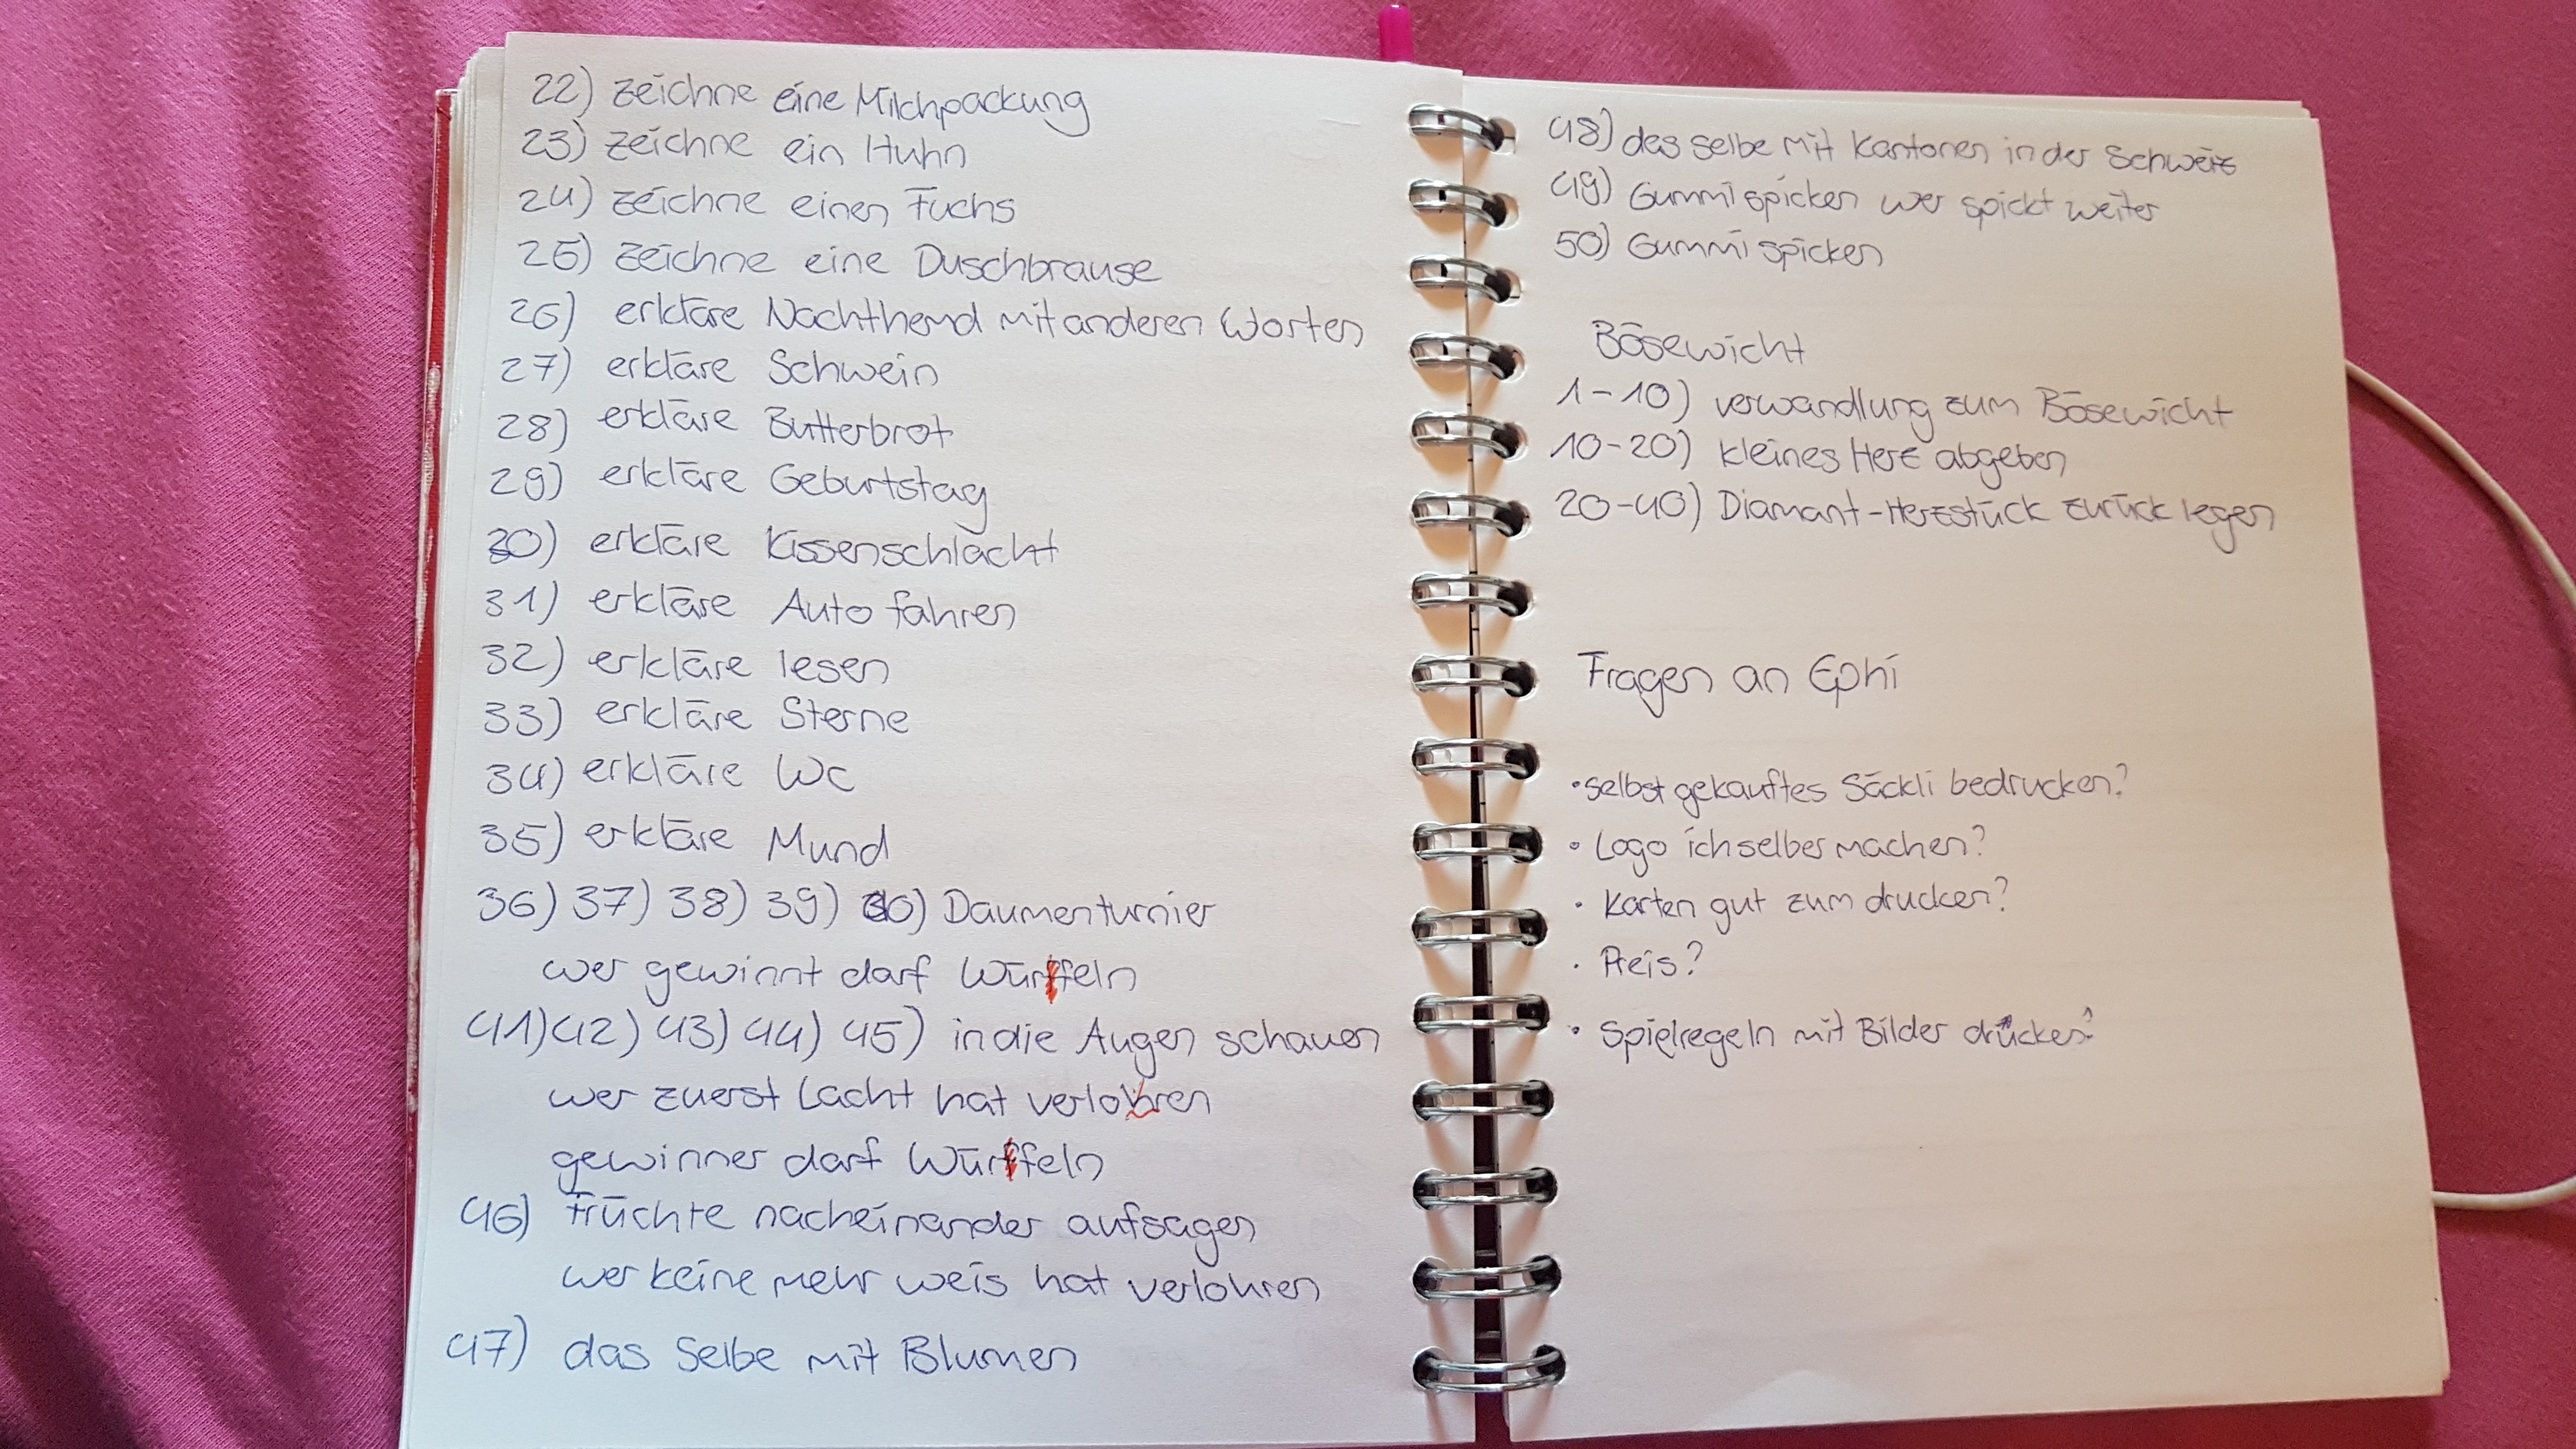 22) zeichne eine Milchpackung
23) zeichne ein Huhn
24) zeichne einen Fuchs
25) zeichne eine Duschbrause
26) erkläre Nachthemd mit anderen Worten
27) erkläre Schwein
28) erkläre Butterbrot
29) erkläre Geburtstag
30) erkläre Kissenschlacht
31) erkläre Auto fahren
32) erkläre lesen
33) erkläre Sterne
34) erkläre WC
35) erkläre Mund
36) 37) 38) 39) 40) Daumenturnier
wer gewinnt darf Würffeln
41) 42) 43) 44) 45) in die Augen schauen
wer zuerst Lacht hat verlohren
gewinner darf Würffeln
46) Früchte nacheinander aufsagen
wer keine mehr weis hat verlohren
47) das Selbe mit Blumen
48) das selbe mit kantonen in der Schweiz
49) Gummi spicken wer spickt weiter
50) Gummi spicken
Bösewicht
1-10) verwandlung zum Bösewicht
10-20) kleines Herz abgeben
20-40) Diamant-Herzstück zurück legen
Fragen an Ephi
• selbst gekauftes Säckli bedrucken?
• Logo ich selber machen?
• Karten gut zum drucken?
• Preis?
• Spielregeln mit Bilder drucken?